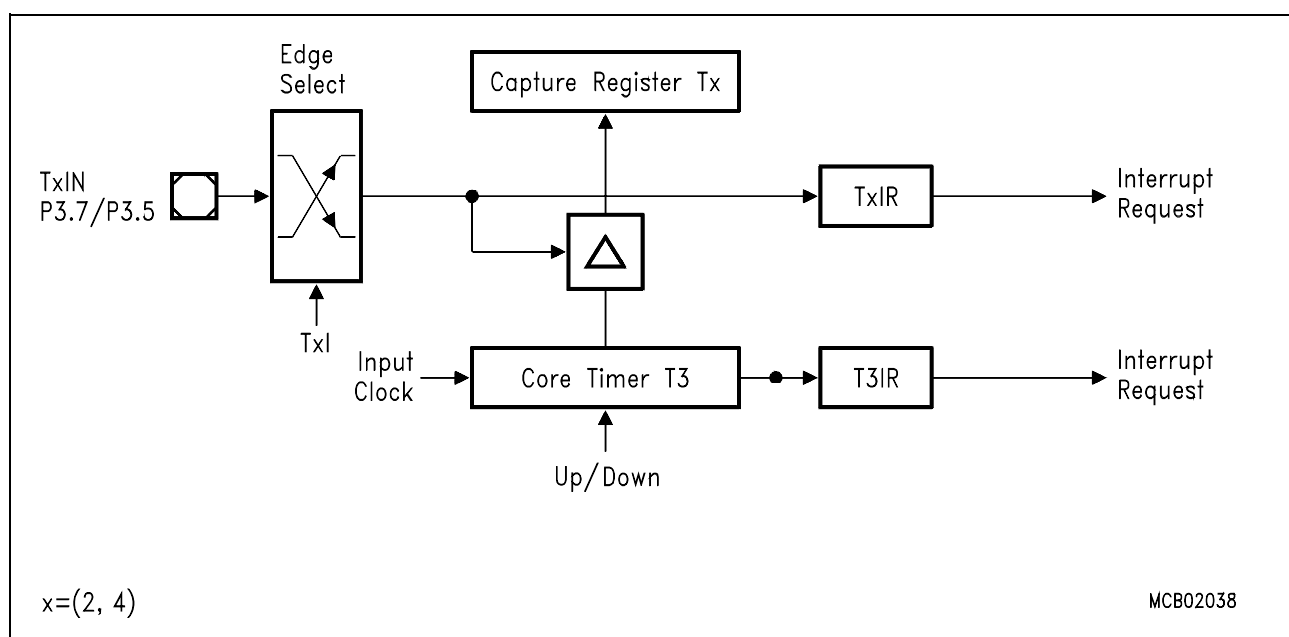 Edge
Select
Capture Register Tx
TxIN
P3.7/P3.5
TxIR
Interrupt
Request
TxI
Input
Clock
Core Timer T3
T3IR
Interrupt
Request
Up/Down
x=(2, 4)
MCB02038